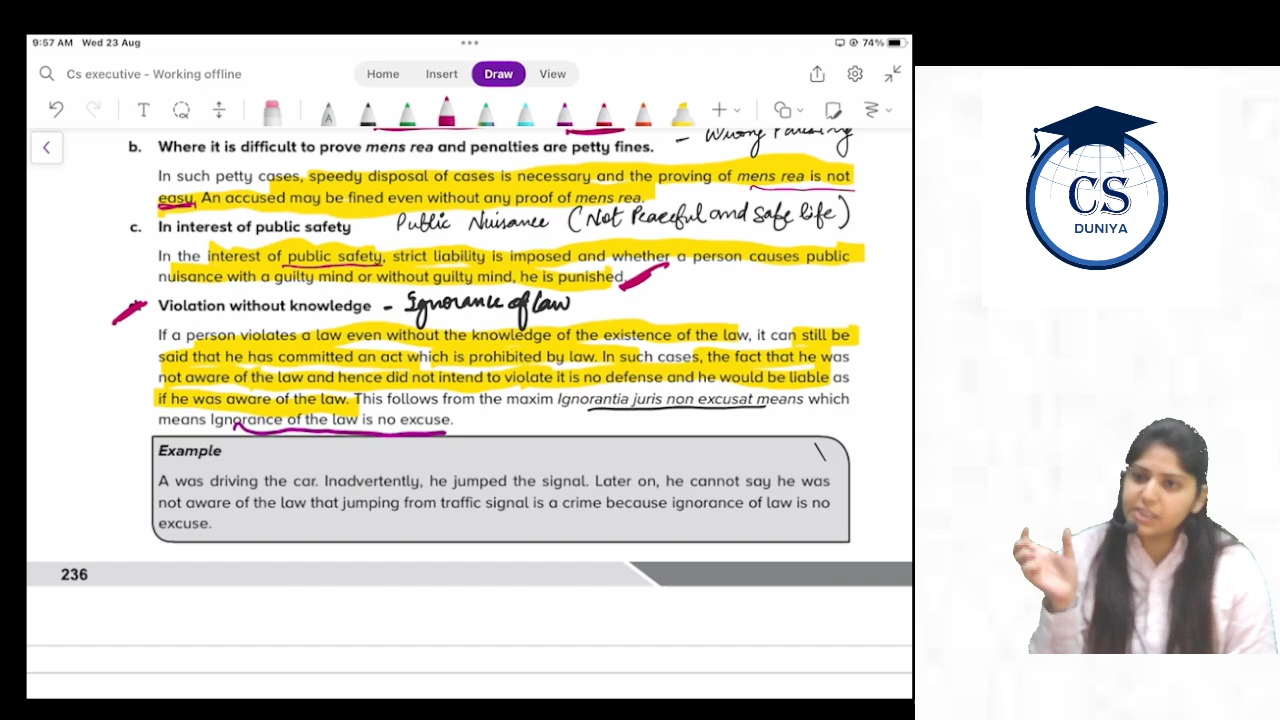 9:57 AM Wed 23 Aug
74%
Cs executive - Working offline
Home Insert Draw View
T
A
- Wrong Parking
b. Where it is difficult to prove mens rea and penalties are petty fines.
In such petty cases, speedy disposal of cases is necessary and the proving of mens rea is not
easy. An accused may be fined even without any proof of mens rea.
c. In interest of public safety Public Nuisance (Not Peaceful and Safe life)
In the interest of public safety, strict liability is imposed and whether a person causes public
nuisance with a guilty mind or without guilty mind, he is punished.
Violation without knowledge - Ignorance of law
If a person violates a law even without the knowledge of the existence of the law, it can still be
said that he has committed an act which is prohibited by law. In such cases, the fact that he was
not aware of the law and hence did not intend to violate it is no defense and he would be liable as
if he was aware of the law. This follows from the maxim Ignorantia juris non excusat means which
means Ignorance of the law is no excuse.
Example
A was driving the car. Inadvertently, he jumped the signal. Later on, he cannot say he was
not aware of the law that jumping from traffic signal is a crime because ignorance of law is no
excuse.
236
CS
DUNIYA